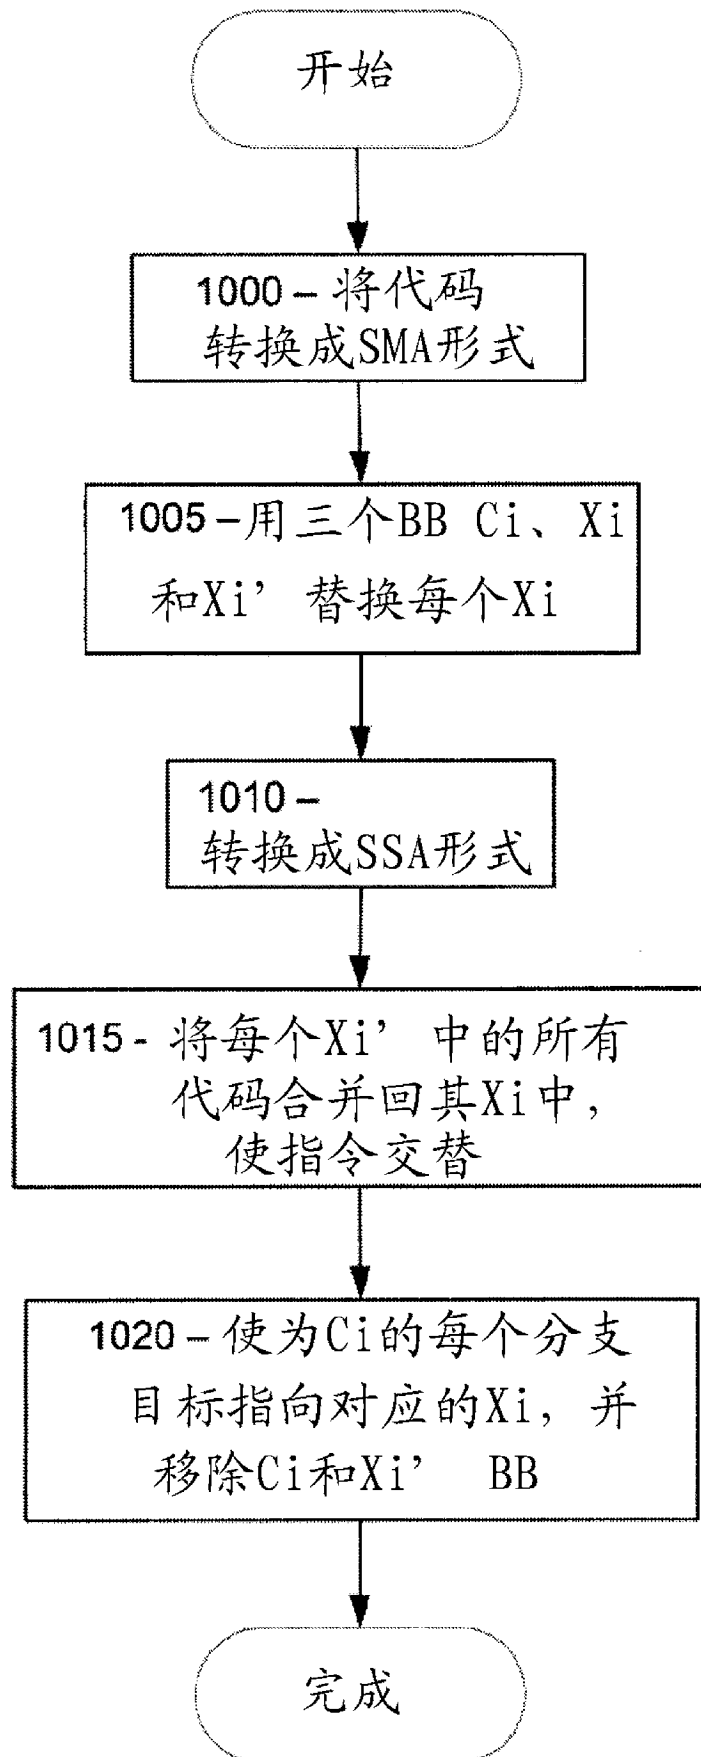 开始
1000 – 将代码
转换成SMA形式
1005 – 用三个BB Ci、Xi
和Xi’ 替换每个Xi
1010 –
转换成SSA形式
1015 - 将每个Xi’ 中的所有
代码合并回其Xi中,
使指令交替
1020 – 使为Ci的每个分支
目标指向对应的Xi, 并
移除Ci和Xi’ BB
完成